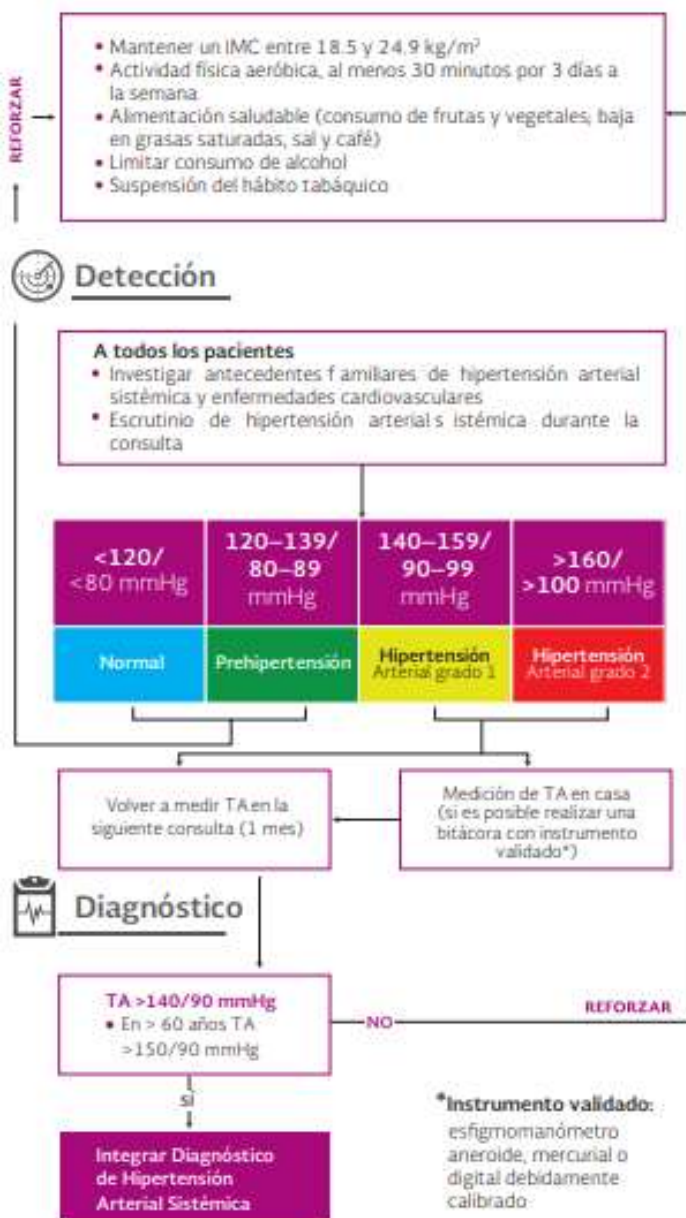 REFORZAR
• Mantener un IMC entre 18.5 y 24.9 kg/m²
• Actividad física aeróbica, al menos 30 minutos por 3 días a
la semana
• Alimentación saludable (consumo de frutas y vegetales; baja
en grasas saturadas, sal y café)
• Limitar consumo de alcohol
• Suspensión del hábito tabáquico
Detección
A todos los pacientes
• Investigar antecedentes f amiliares de hipertensión arterial
sistémica y enfermedades cardiovasculares
• Escrutinio de hipertensión arterial s istémica durante la
consulta
<120/
<80 mmHg
120–139/
80–89
mmHg
140–159/
90–99
mmHg
>160/
>100 mmHg
Normal
Prehipertensión
Hipertensión
Arterial grado 1
Hipertensión
Arterial grado 2
Volver a medir TA en la
siguiente consulta (1 mes)
Medición de TA en casa
(si es posible realizar una
bitácora con instrumento
validado*)
Diagnóstico
TA >140/90 mmHg
• En > 60 años TA
>150/90 mmHg
NO
REFORZAR
SÍ
Integrar Diagnóstico
de Hipertensión
Arterial Sistémica
*Instrumento validado:
esfigmomanómetro
aneroide, mercurial o
digital debidamente
calibrado